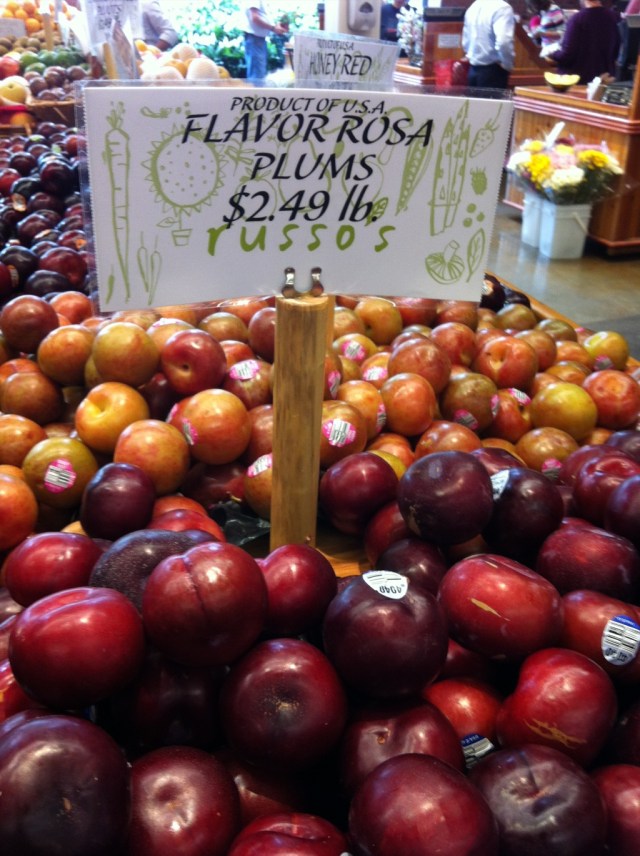 PRODUCT OF U.S.A.
FLAVOR ROSA
PLUMS
$2.49 lb.
russo's
HONEY RED